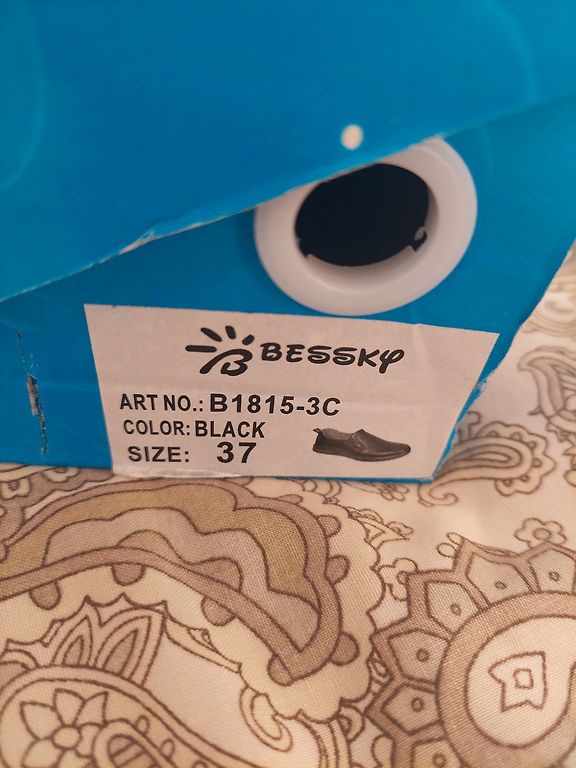 BESSKY
ART NO.: B1815-3C
COLOR: BLACK
SIZE: 37